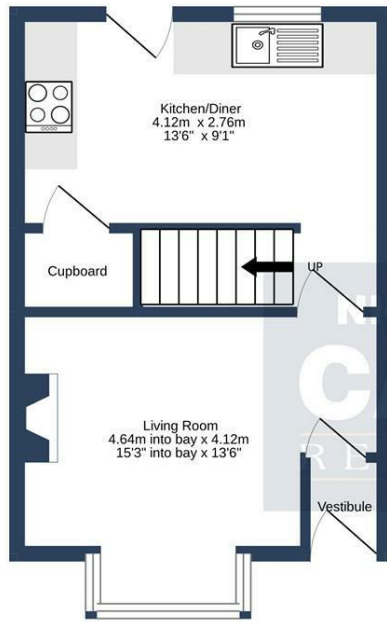 Kitchen/Diner
4.12m x 2.76m
13'6" x 9'1"
Cupboard
UP
Living Room
4.64m into bay x 4.12m
15'3" into bay x 13'6"
Vestibule